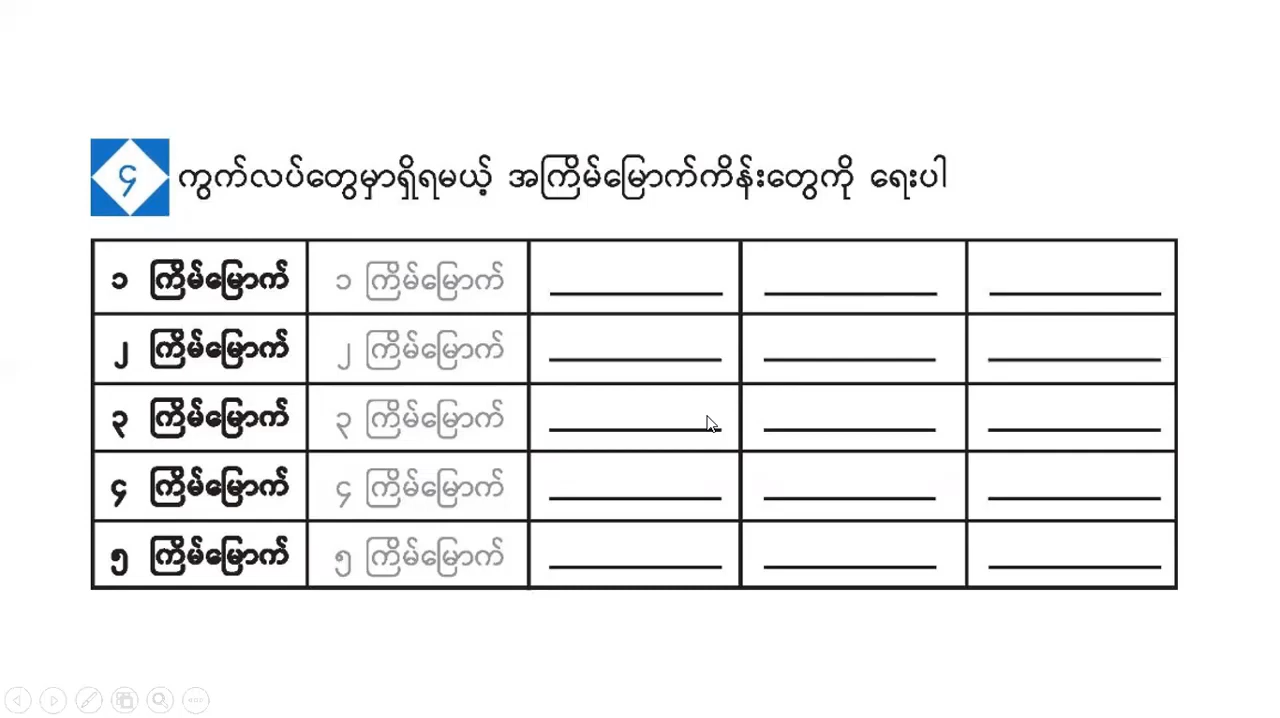 ၄ ကွက်လပ်တွေမှာရှိရမယ့် အကြိမ်မြောက်ကိန်းတွေကို ရေးပါ
၁ ကြိမ်မြောက် ၁ ကြိမ်မြောက်
၂ ကြိမ်မြောက် ၂ ကြိမ်မြောက်
၃ ကြိမ်မြောက် ၃ ကြိမ်မြောက်
၄ ကြိမ်မြောက် ၄ ကြိမ်မြောက်
၅ ကြိမ်မြောက် ၅ ကြိမ်မြောက်